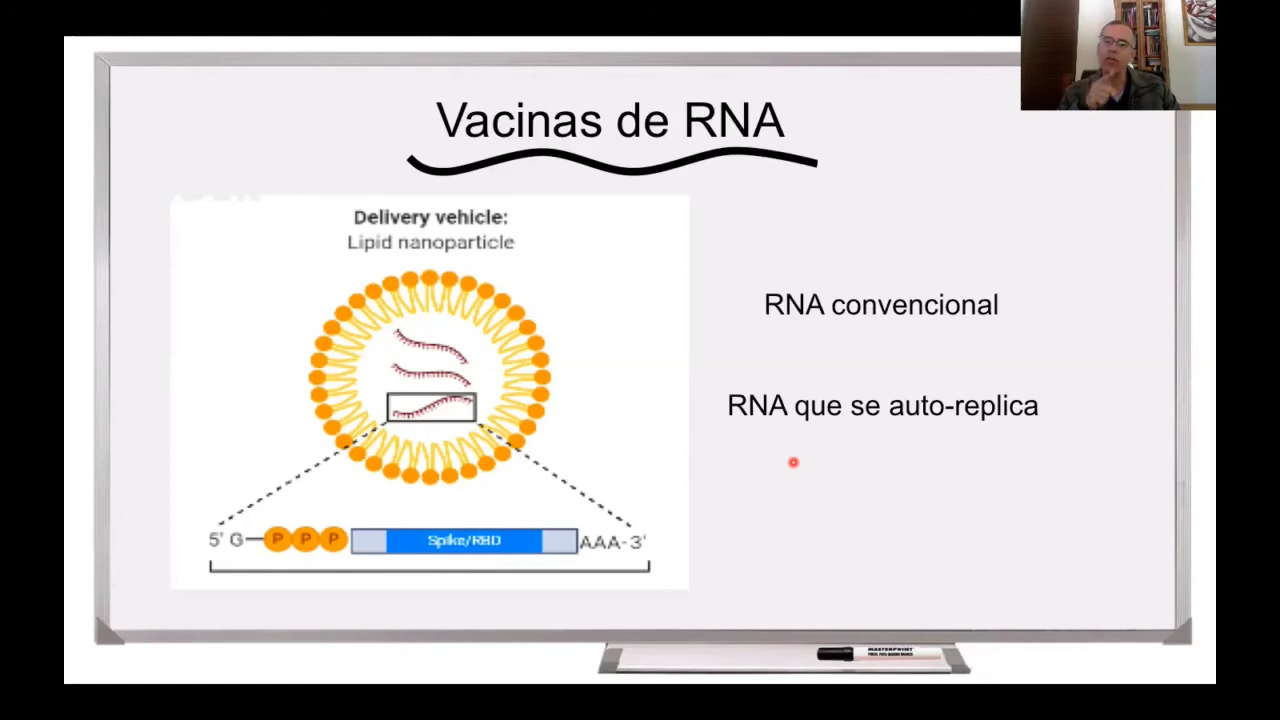 Vacinas de RNA
Delivery vehicle:
Lipid nanoparticle
RNA convencional
RNA que se auto-replica
5' G P P P Spike/RBD AAA-3'
MASTERPRINT